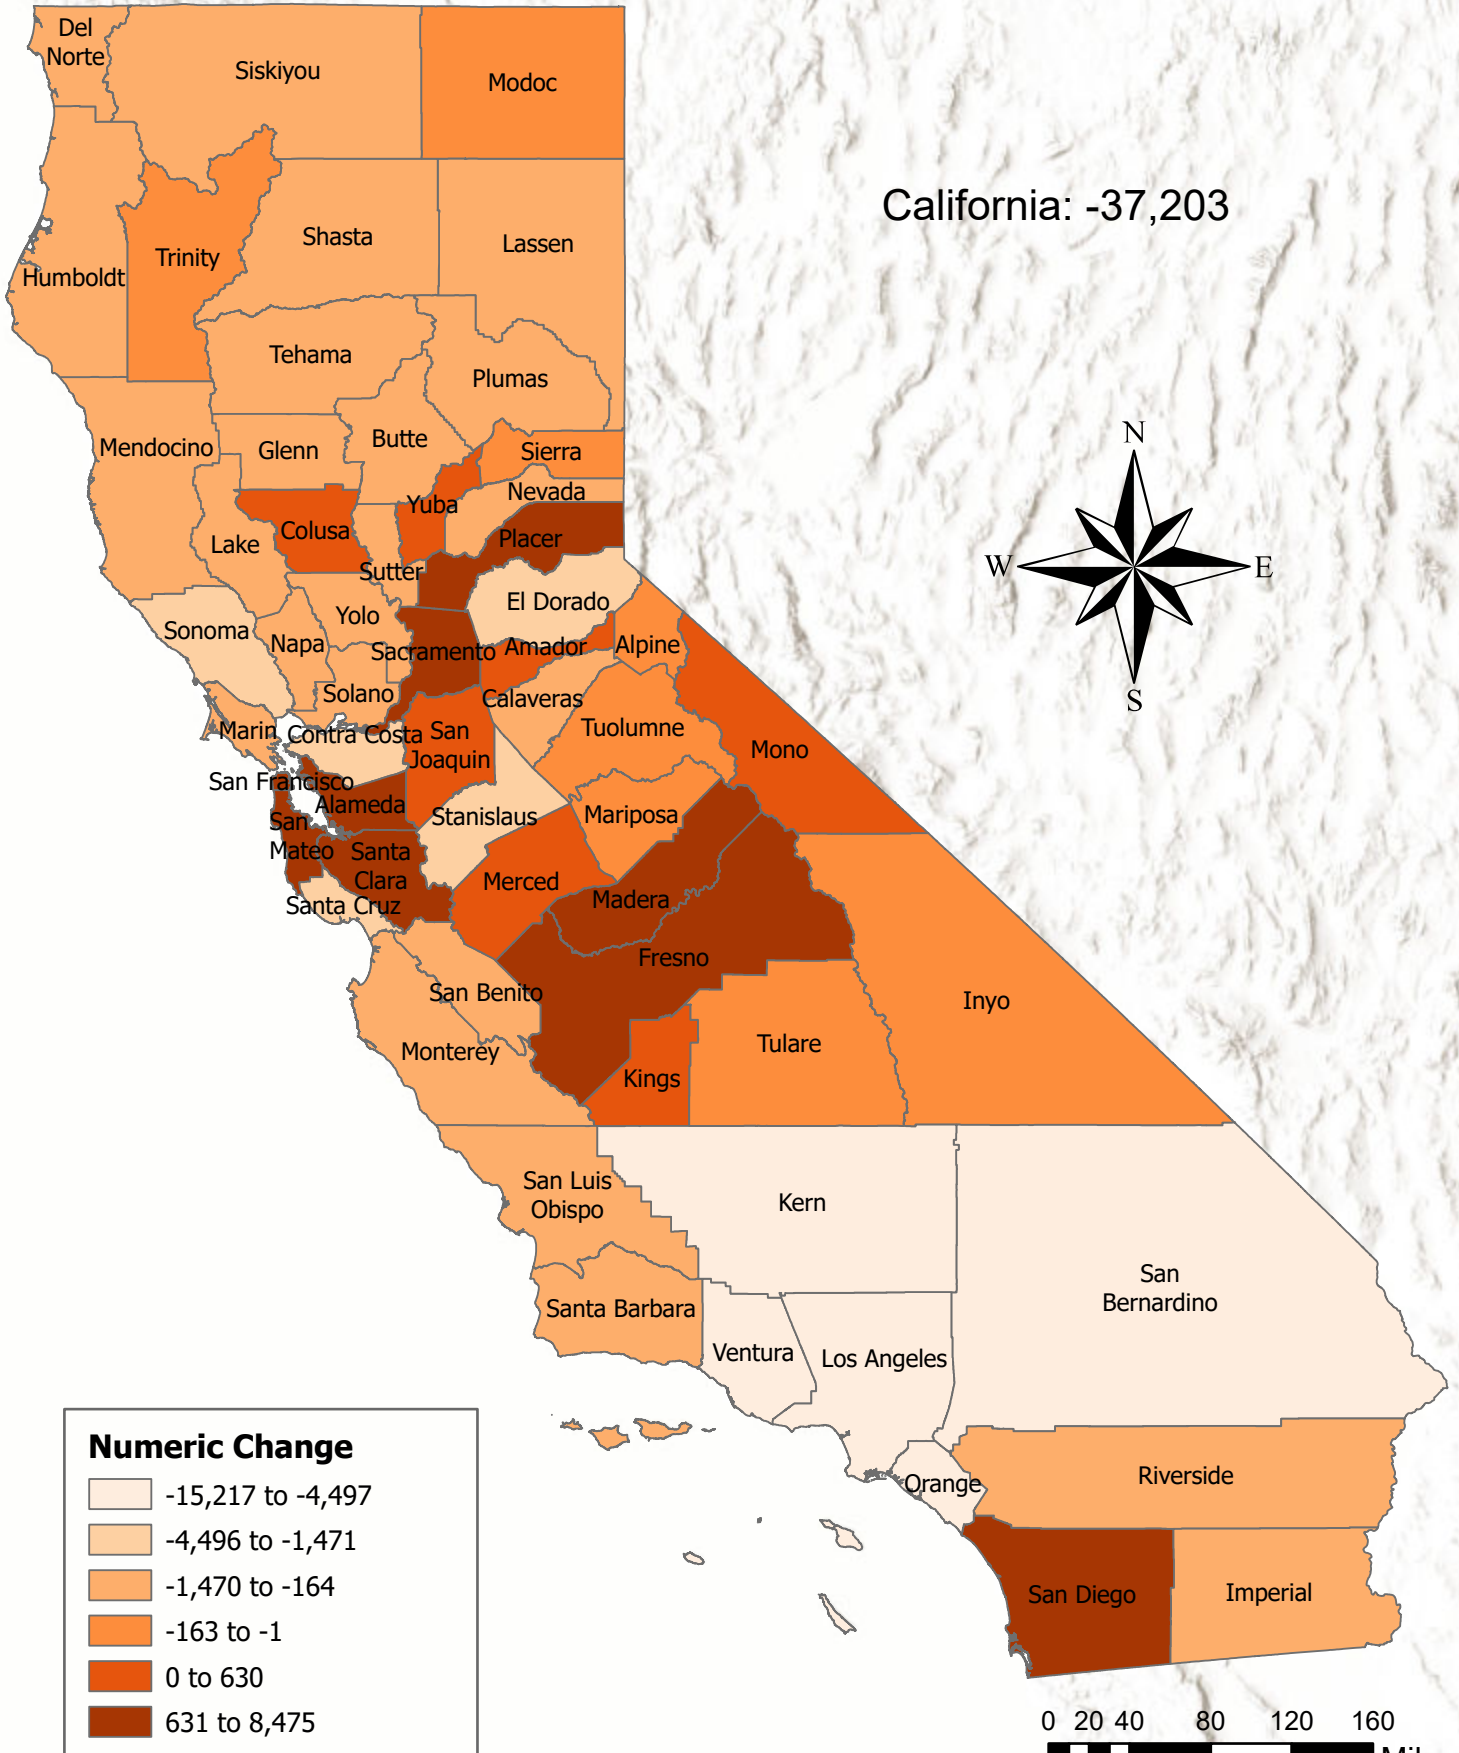 Del
Norte
Siskiyou
Modoc
California: -37,203
Trinity
Shasta
Lassen
Humboldt
Tehama
Plumas
Mendocino
Glenn
Butte
Sierra
Nevada
Yuba
Colusa
Placer
Lake
Sutter
El Dorado
Yolo
Sonoma
Napa
Sacramento
Amador
Alpine
Solano
Calaveras
Marin
Contra Costa
San
Joaquin
Tuolumne
Mono
San Francisco
Alameda
Stanislaus
Mariposa
San
Mateo
Santa
Clara
Merced
Madera
Santa Cruz
Fresno
San Benito
Inyo
Monterey
Tulare
Kings
San Luis
Obispo
Kern
San
Bernardino
Santa Barbara
Ventura
Los Angeles
Orange
Riverside
San Diego
Imperial
N
W
E
S
Numeric Change
-15,217 to -4,497
-4,496 to -1,471
-1,470 to -164
-163 to -1
0 to 630
631 to 8,475
0 20 40 80 120 160